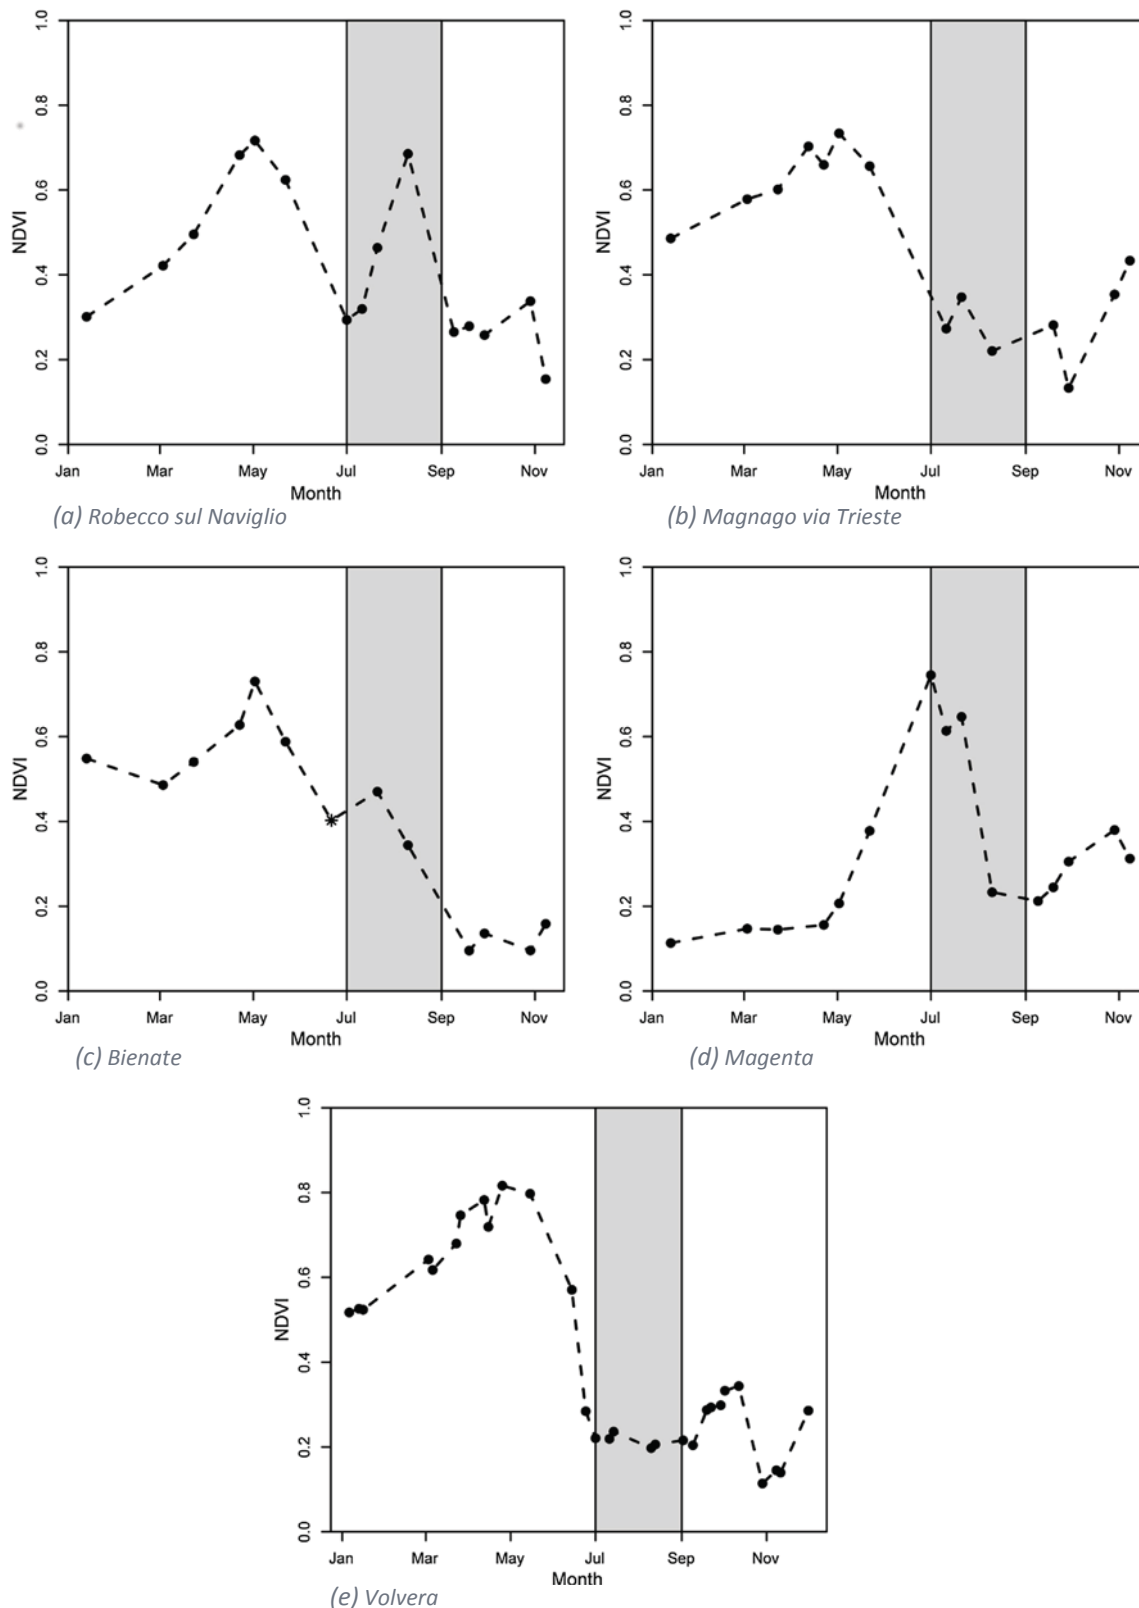 1.0
0.8
0.6
0.4
0.2
0.0
NDVI
Jan Mar May Jul Sep Nov
Month
(a) Robecco sul Naviglio
1.0
0.8
0.6
0.4
0.2
0.0
NDVI
Jan Mar May Jul Sep Nov
Month
(b) Magnago via Trieste
1.0
0.8
0.6
0.4
0.2
0.0
NDVI
Jan Mar May Jul Sep Nov
Month
(c) Bienate
1.0
0.8
0.6
0.4
0.2
0.0
NDVI
Jan Mar May Jul Sep Nov
Month
(d) Magenta
1.0
0.8
0.6
0.4
0.2
0.0
NDVI
Jan Mar May Jul Sep Nov
Month
(e) Volvera